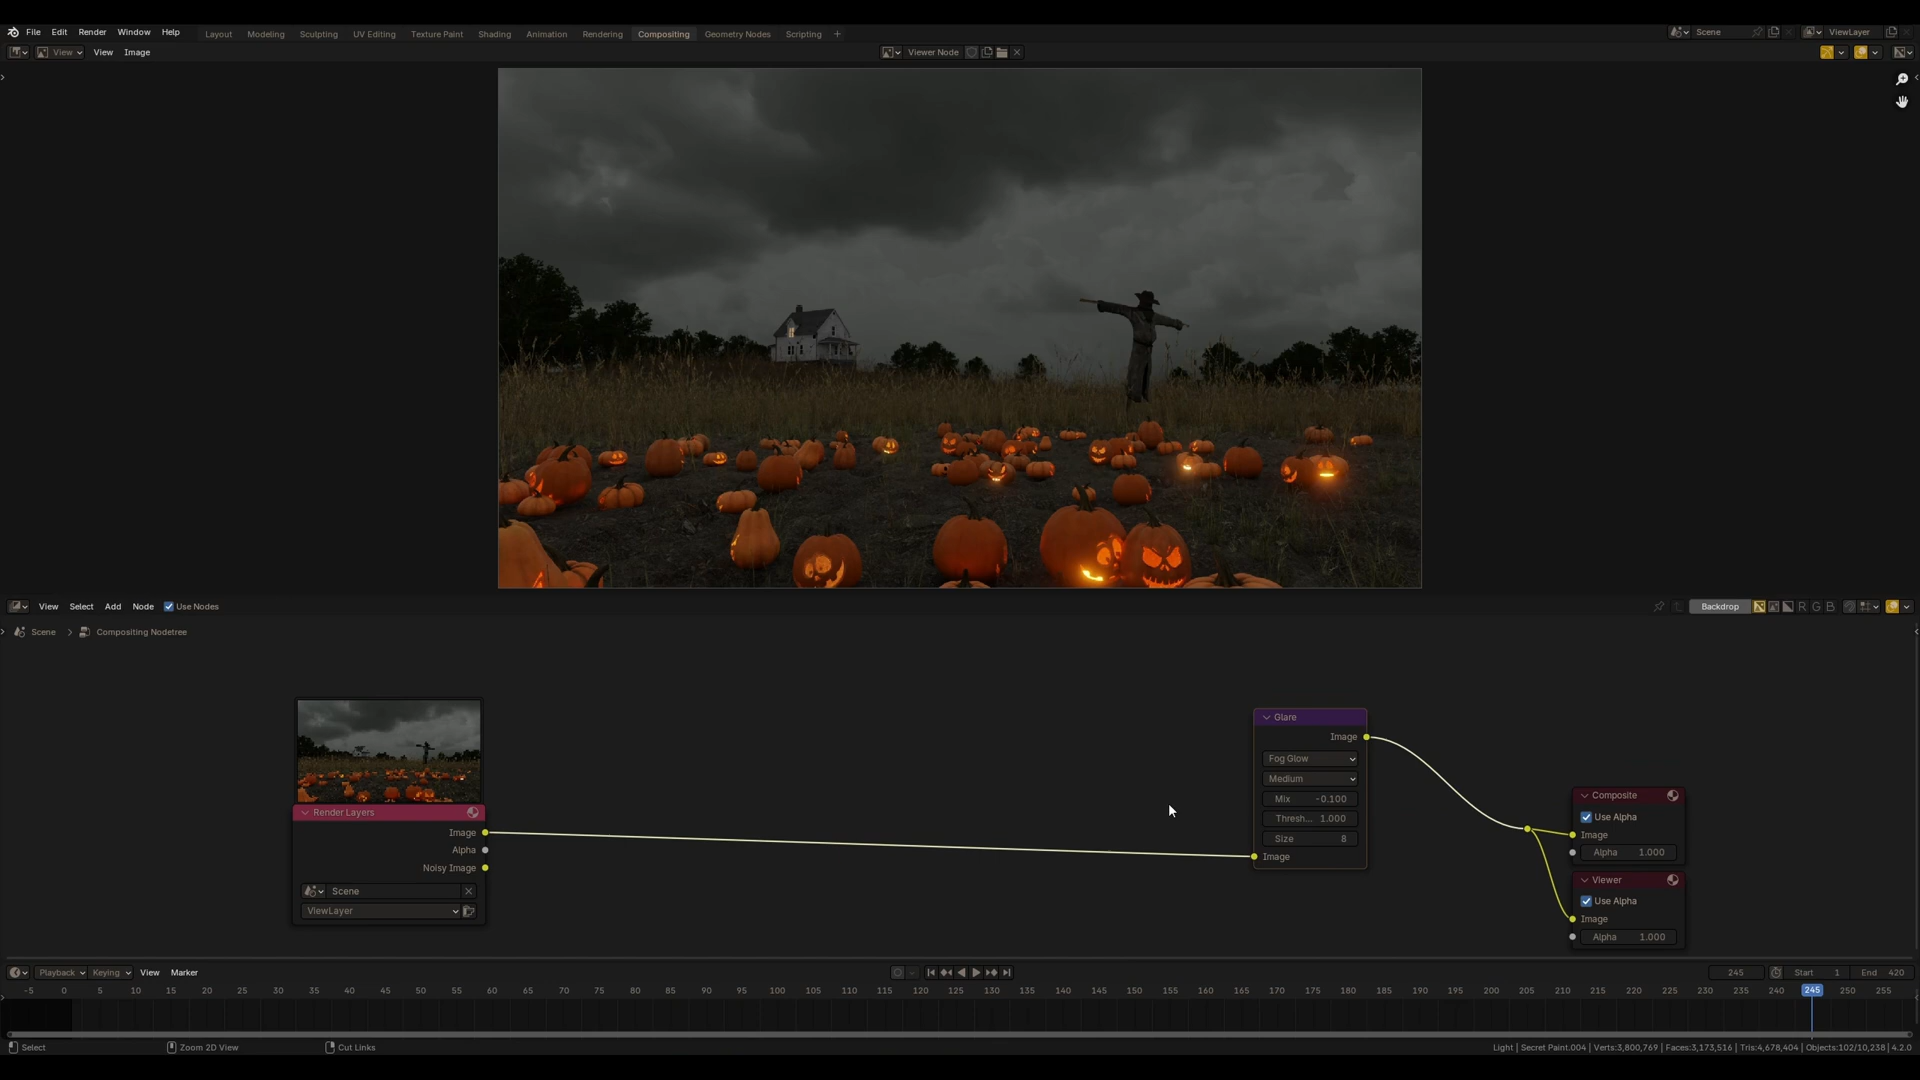 File Edit Render Window Help Layout Modeling Sculpting UV Editing Texture Paint Shading Animation Rendering Compositing Geometry Nodes Scripting + Scene ViewLayer
View View Image Viewer Node
View Select Add Node Use Nodes Backdrop R G B
Scene Compositing Nodetree
Glare
Image
Fog Glow
Medium
Mix -0.100
Thresh... 1.000
Size 8
Image
Render Layers
Image
Alpha
Noisy Image
Scene
ViewLayer
Composite
Use Alpha
Image
Alpha 1.000
Viewer
Use Alpha
Image
Alpha 1.000
Playback Keying View Marker 245 Start 1 End 420
-5 0 5 10 15 20 25 30 35 40 45 50 55 60 65 70 75 80 85 90 95 100 105 110 115 120 125 130 135 140 145 150 155 160 165 170 175 180 185 190 195 200 205 210 215 220 225 230 235 240 245 250 255
Select Zoom 2D View Cut Links Light | Secret Paint.004 | Verts:3,800,769 | Faces:3,173,516 | Tris:4,678,404 | Objects:102/10,238 | 4.2.0